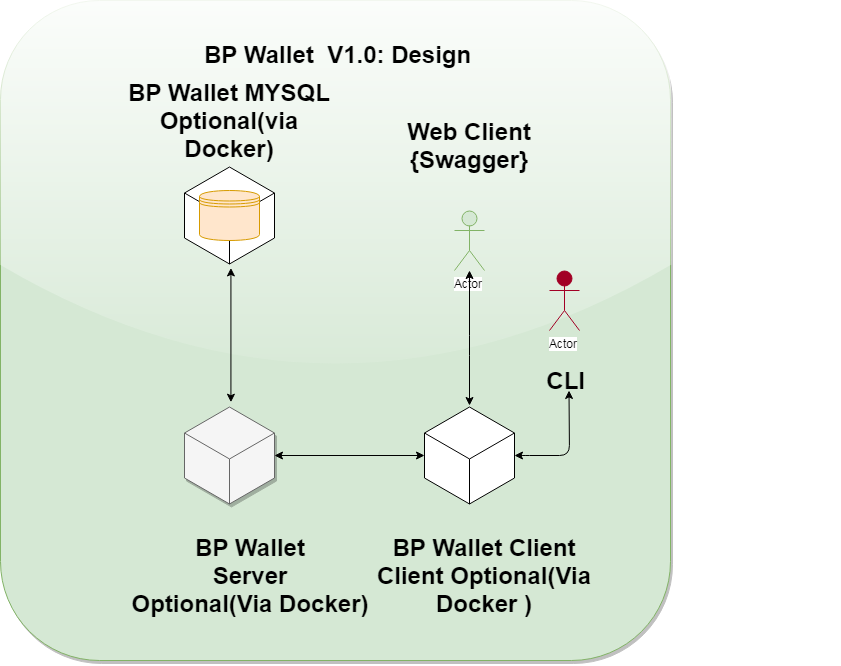 BP Wallet  V1.0: Design
BP Wallet MYSQL
Optional(via
Docker)
Web Client
{Swagger}
Actor
Actor
CLI
BP Wallet
Server
Optional(Via Docker)
BP Wallet Client
Client Optional(Via
Docker )